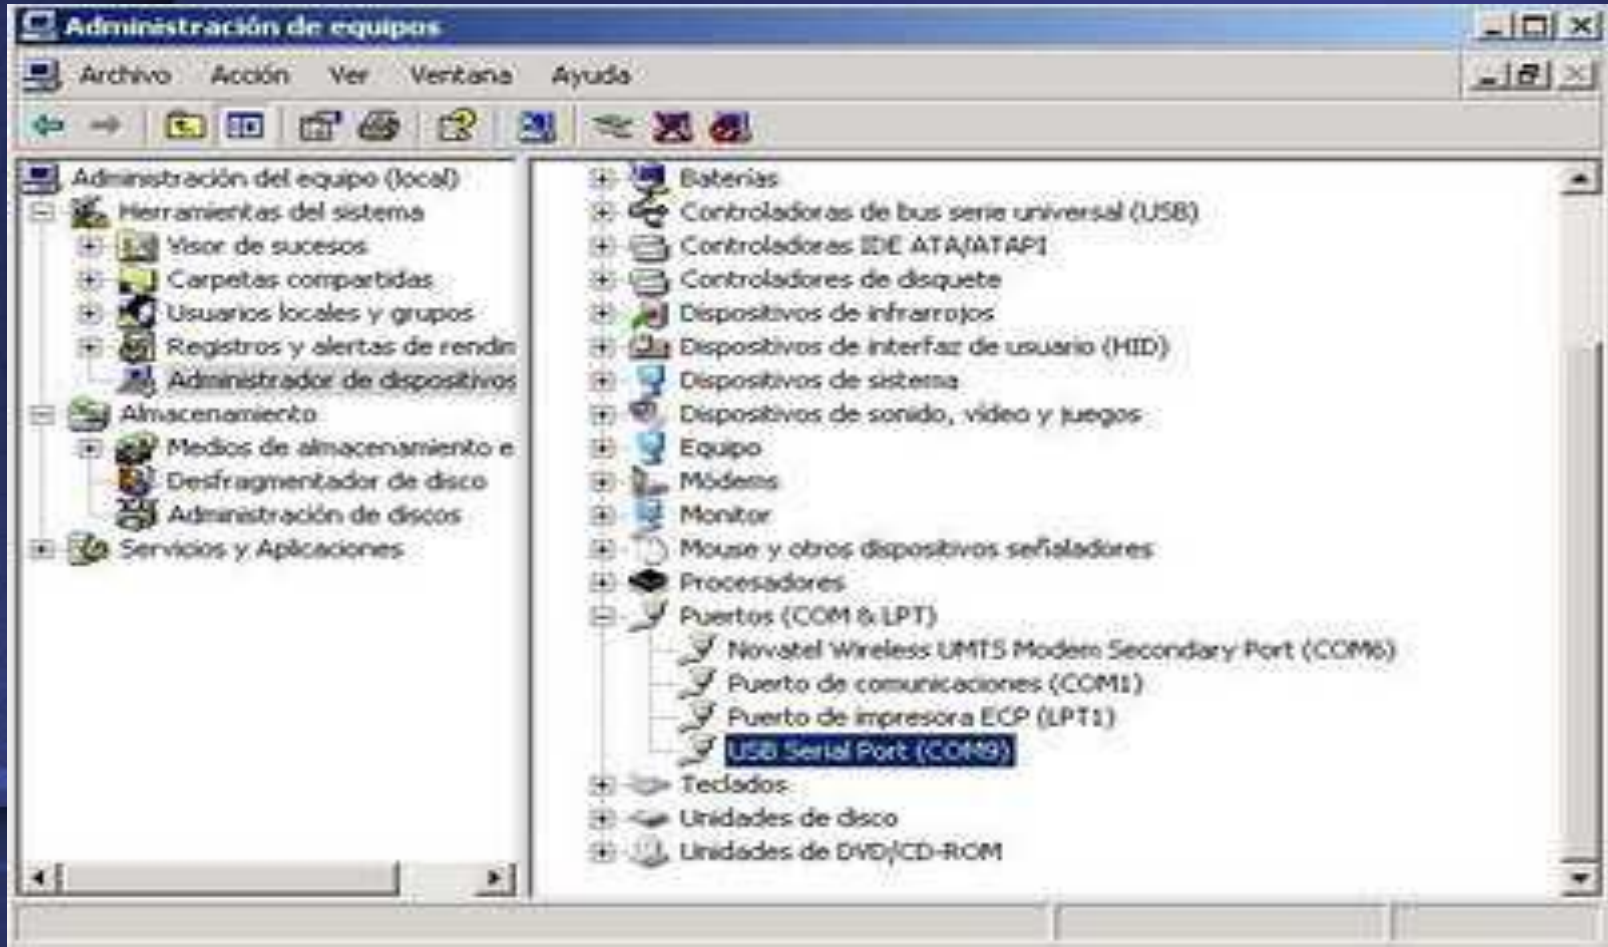 Administración de equipos
Archivo Acción Ver Ventana Ayuda
Administración del equipo (local)
Herramientas del sistema
Visor de sucesos
Carpetas compartidas
Usuarios locales y grupos
Registros y alertas de rendin
Administrador de dispositivos
Almacenamiento
Medios de almacenamiento e
Desfragmentador de disco
Administración de discos
Servicios y Aplicaciones
Baterías
Controladoras de bus serie universal (USB)
Controladoras IDE ATA/ATAPI
Controladores de disquete
Dispositivos de infrarrojos
Dispositivos de interfaz de usuario (HID)
Dispositivos de sistema
Dispositivos de sonido, vídeo y juegos
Equipo
Módems
Monitor
Mouse y otros dispositivos señaladores
Procesadores
Puertos (COM & LPT)
Novatel Wireless UMTS Modem Secondary Port (COM6)
Puerto de comunicaciones (COM1)
Puerto de impresora ECP (LPT1)
USB Serial Port (COM9)
Teclados
Unidades de disco
Unidades de DVD/CD-ROM